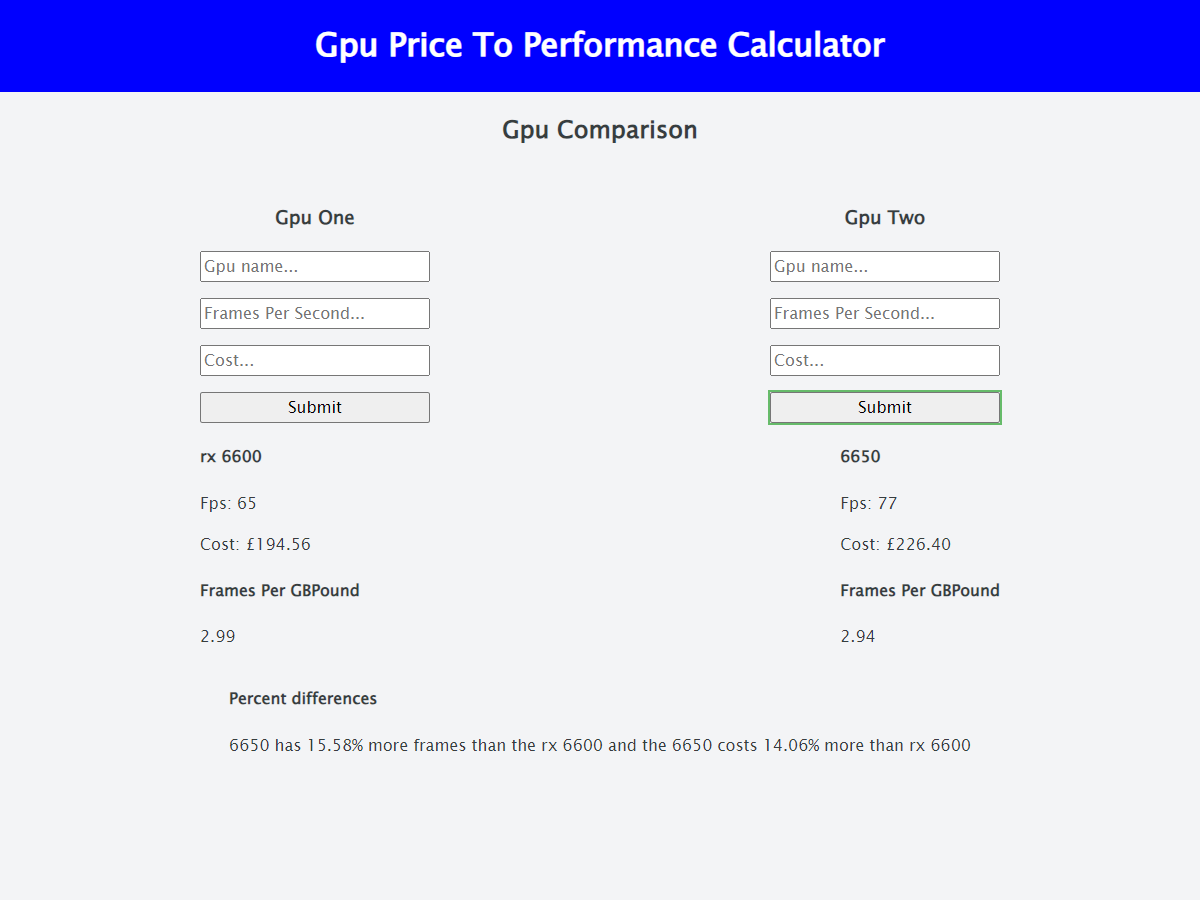 Gpu Price To Performance Calculator
Gpu Comparison
Gpu One
Gpu name...
Frames Per Second...
Cost...
Submit
rx 6600
Fps: 65
Cost: £194.56
Frames Per GBPound
2.99
Gpu Two
Gpu name...
Frames Per Second...
Cost...
Submit
6650
Fps: 77
Cost: £226.40
Frames Per GBPound
2.94
Percent differences
6650 has 15.58% more frames than the rx 6600 and the 6650 costs 14.06% more than rx 6600